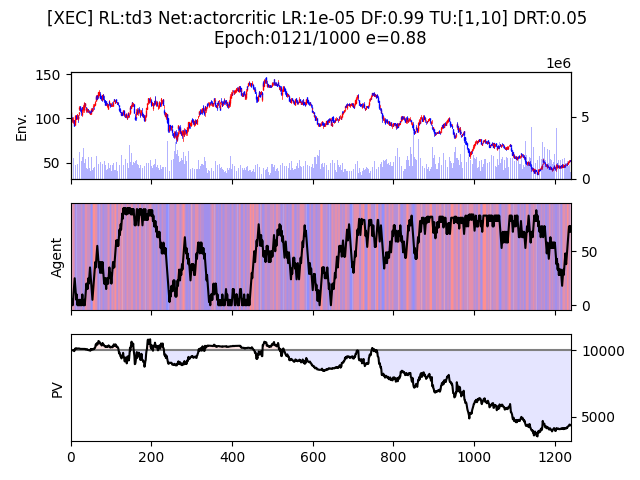 [XEC] RL:td3 Net:actorcritic LR:1e-05 DF:0.99 TU:[1,10] DRT:0.05
Epoch:0121/1000 e=0.88
1e6
150
100
50
Env.
5
0
Agent
50
0
PV
10000
5000
0
200
400
600
800
1000
1200